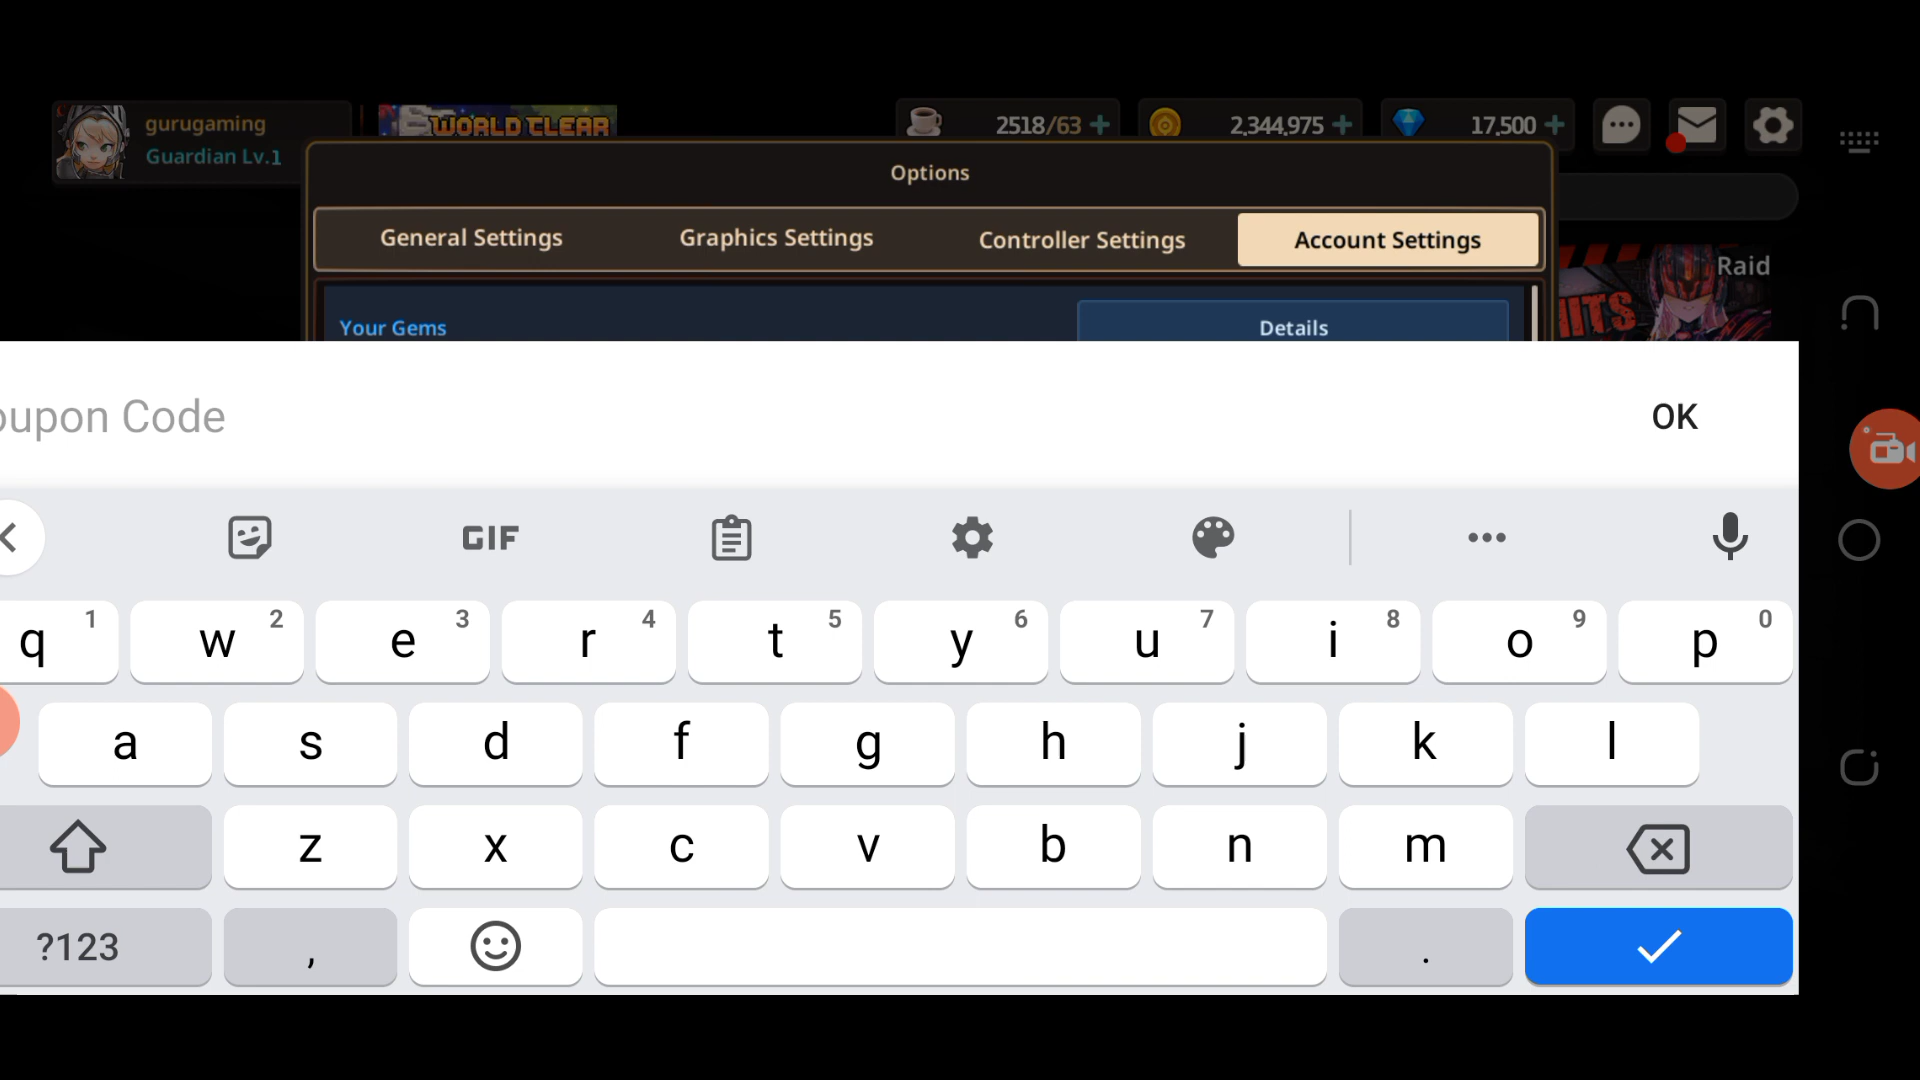 gurugaming
Guardian Lv.1
WORLD CLEAR
2518/63
2,344,975
17,500
Options
General Settings
Graphics Settings
Controller Settings
Account Settings
Raid
Your Gems
Details
oupon Code
OK
GIF
q 1 w 2 e 3 r 4 t 5 y 6 u 7 i 8 o 9 p 0
a s d f g h j k l
z x c v b n m
?123 , .